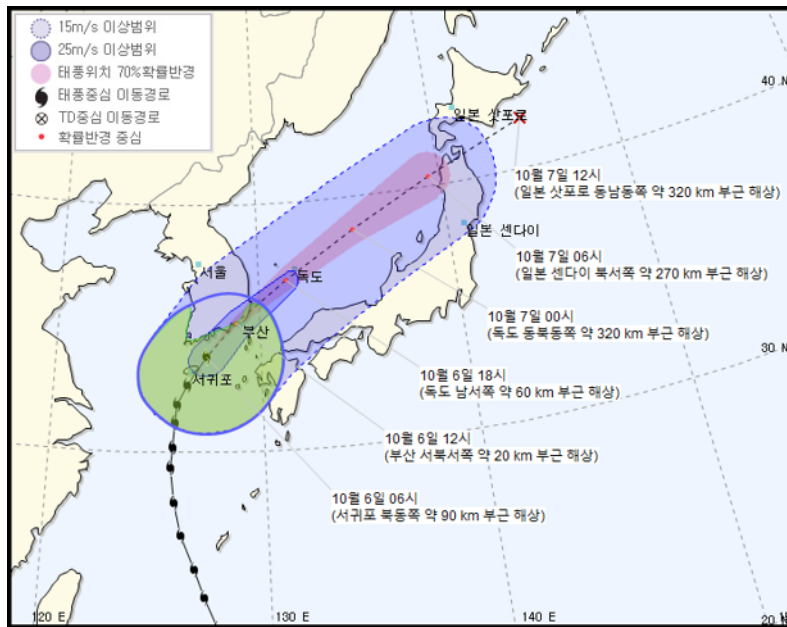 15m/s 이상범위
25m/s 이상범위
태풍위치 70%확률반경
태풍중심 이동경로
TD중심 이동경로
확률반경 중심
40 N
일본 삿포로
10월 7일 12시
(일본 삿포로 동남동쪽 약 320 km 부근 해상)
일본 센다이
10월 7일 06시
(일본 센다이 북서쪽 약 270 km 부근 해상)
서울
독도
10월 7일 00시
(독도 동북동쪽 약 320 km 부근 해상)
부산
30 N
서귀포
10월 6일 18시
(독도 남서쪽 약 60 km 부근 해상)
10월 6일 12시
(부산 서북서쪽 약 20 km 부근 해상)
10월 6일 06시
(서귀포 북동쪽 약 90 km 부근 해상)
120 E
130 E
140 E
20 N